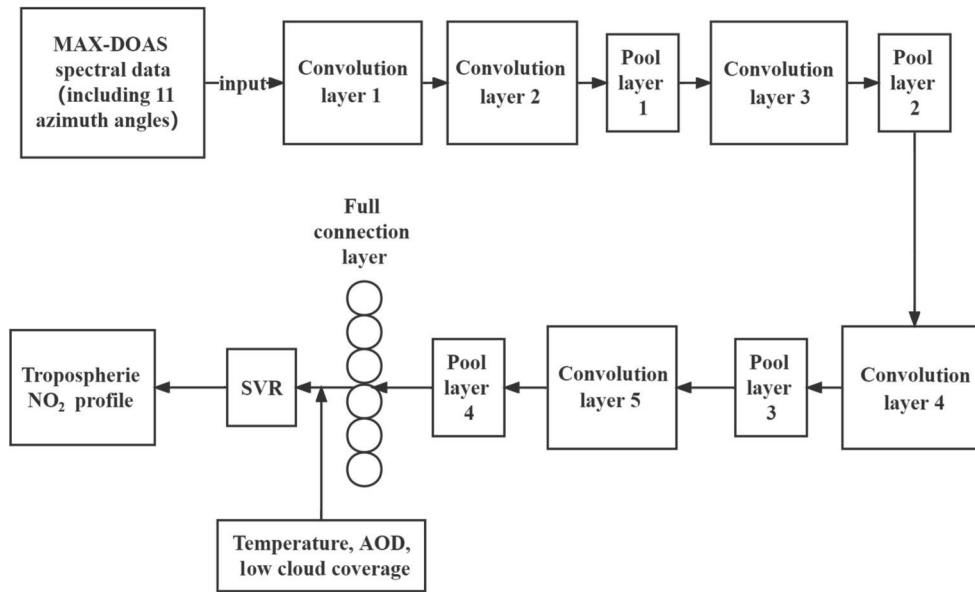 MAX-DOAS
spectral data
(including 11
azimuth angles)
input
Convolution
layer 1
Convolution
layer 2
Pool
layer
1
Convolution
layer 3
Pool
layer
2
Full
connection
layer
Tropospherie
NO₂ profile
SVR
Pool
layer
4
Convolution
layer 5
Pool
layer
3
Convolution
layer 4
Temperature, AOD,
low cloud coverage